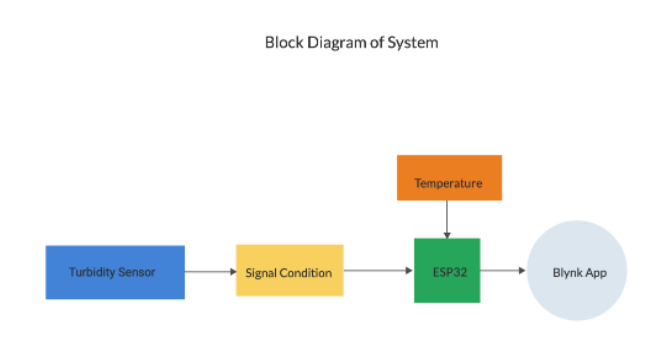 Block Diagram of System
Temperature
Turbidity Sensor
Signal Condition
ESP32
Blynk App